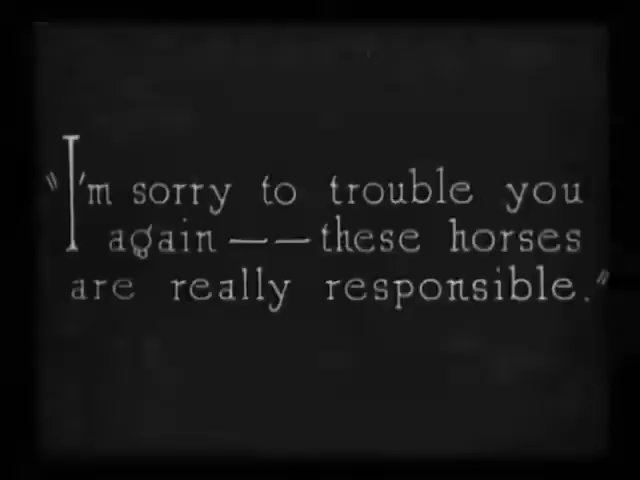 "I'm sorry to trouble you
again — — these horses
are really responsible."